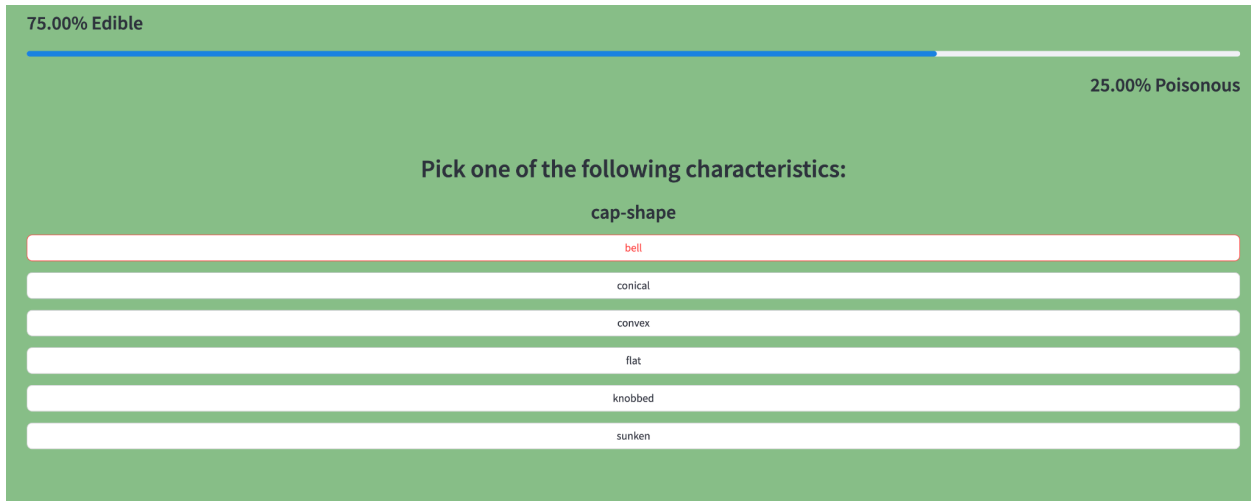 75.00% Edible
25.00% Poisonous
Pick one of the following characteristics:
cap-shape
bell
conical
convex
flat
knobbed
sunken